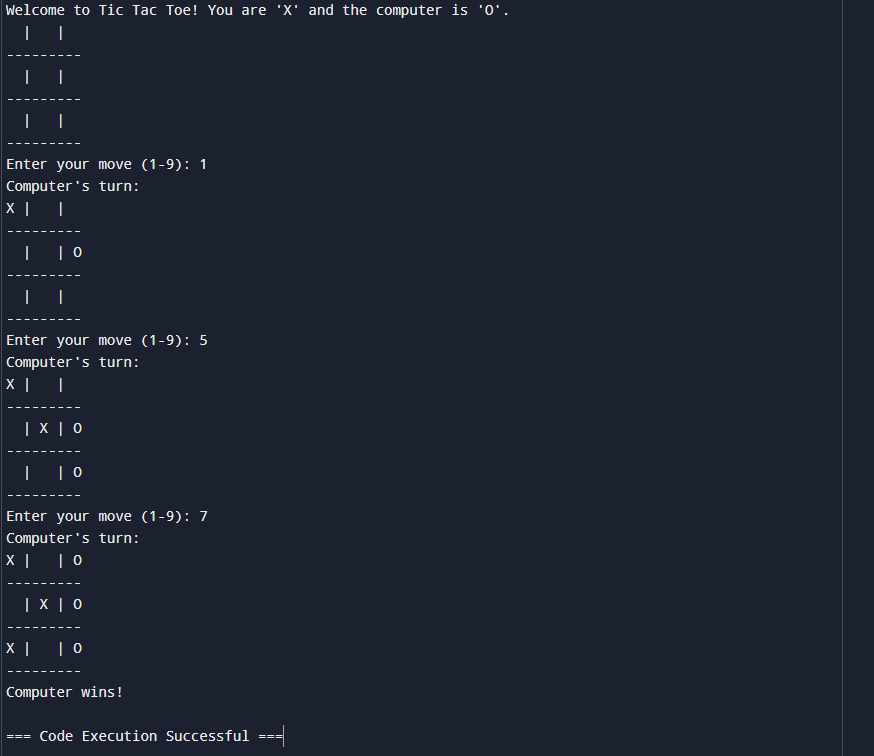 Welcome to Tic Tac Toe! You are 'X' and the computer is 'O'.
  |   |
---------
  |   |
---------
  |   |
---------
Enter your move (1-9): 1
Computer's turn:
X |   |
---------
  |   | O
---------
  |   |
---------
Enter your move (1-9): 5
Computer's turn:
X |   |
---------
  | X | O
---------
  |   | O
---------
Enter your move (1-9): 7
Computer's turn:
X |   | O
---------
  | X | O
---------
X |   | O
---------
Computer wins!

=== Code Execution Successful ===